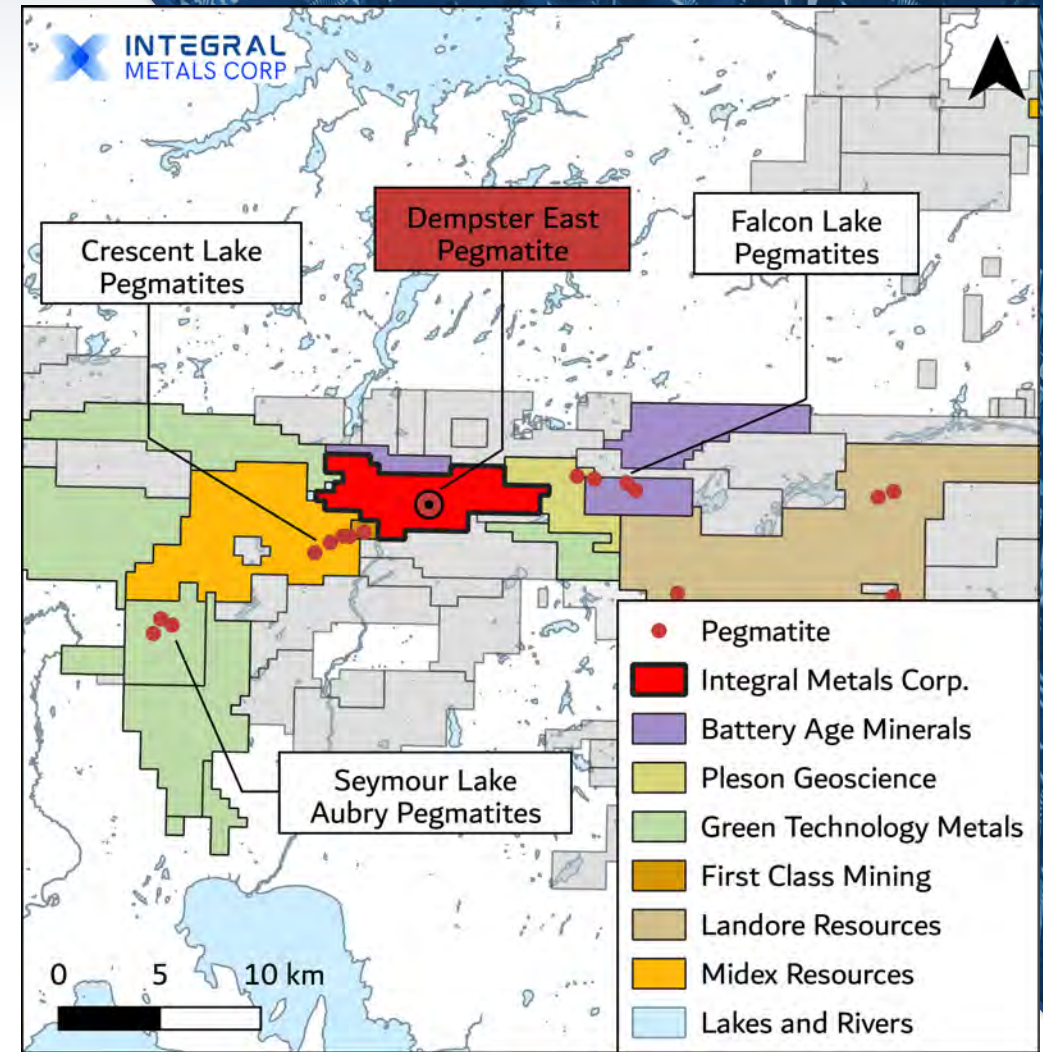 INTEGRAL
METALS CORP
Dempster East
Pegmatite
Falcon Lake
Pegmatites
Crescent Lake
Pegmatites
Seymour Lake
Aubry Pegmatites
Pegmatite
Integral Metals Corp.
Battery Age Minerals
Pleson Geoscience
Green Technology Metals
First Class Mining
Landore Resources
Midex Resources
Lakes and Rivers
0 5 10 km